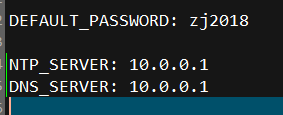 DEFAULT_PASSWORD: zj2018
NTP_SERVER: 10.0.0.1
DNS_SERVER: 10.0.0.1